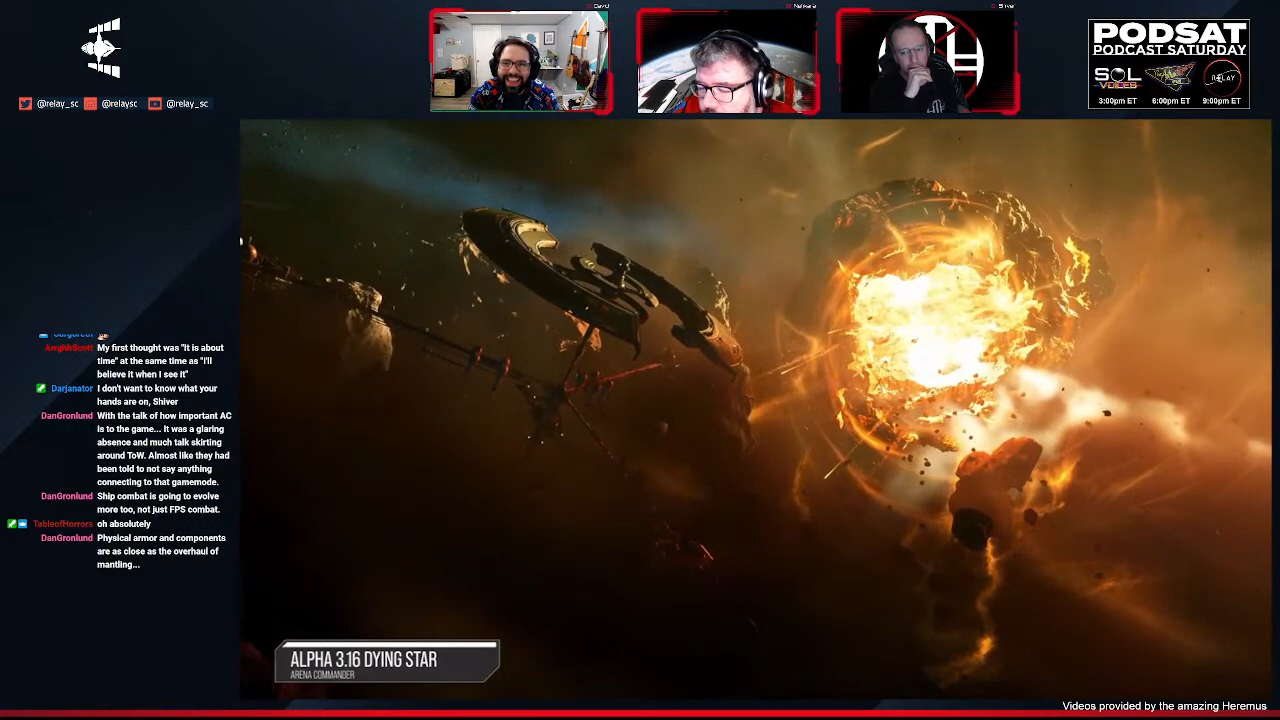 @relay_sc
@relaysc
@relay_sc
PODSAT
PODCAST SATURDAY
SOL
VOICES
RELAY
3:00pm ET
6:00pm ET
9:00pm ET
ArrghIsScott My first thought was "It is about
time" at the same time as "I'll
believe it when I see it"
Darjanator I don't want to know what your
hands are on, Shiver
DanGronlund With the talk of how important AC
is to the game... It was a glaring
absence and much talk skirting
around ToW. Almost like they had
been told to not say anything
connecting to that gamemode.
DanGronlund Ship combat is going to evolve
more too, not just FPS combat.
TableofHorrors oh absolutely
DanGronlund Physical armor and components
are as close as the overhaul of
mantling...
ALPHA 3.16 DYING STAR
ARENA COMMANDER
Videos provided by the amazing Heremus